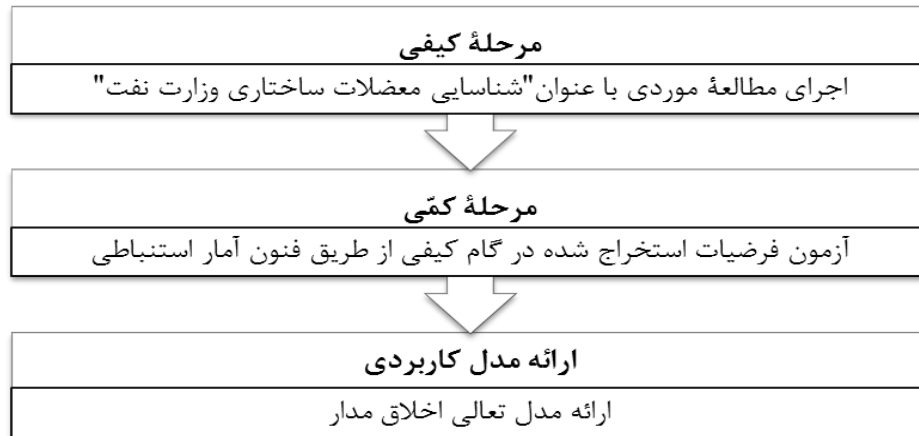 مرحلهٔ کیفی
اجرای مطالعهٔ موردی با عنوان"شناسایی معضلات ساختاری وزارت نفت"
مرحلهٔ کمّی
آزمون فرضیات استخراج شده در گام کیفی از طریق فنون آمار استنباطی
ارائه مدل کاربردی
ارائه مدل تعالی اخلاق مدار